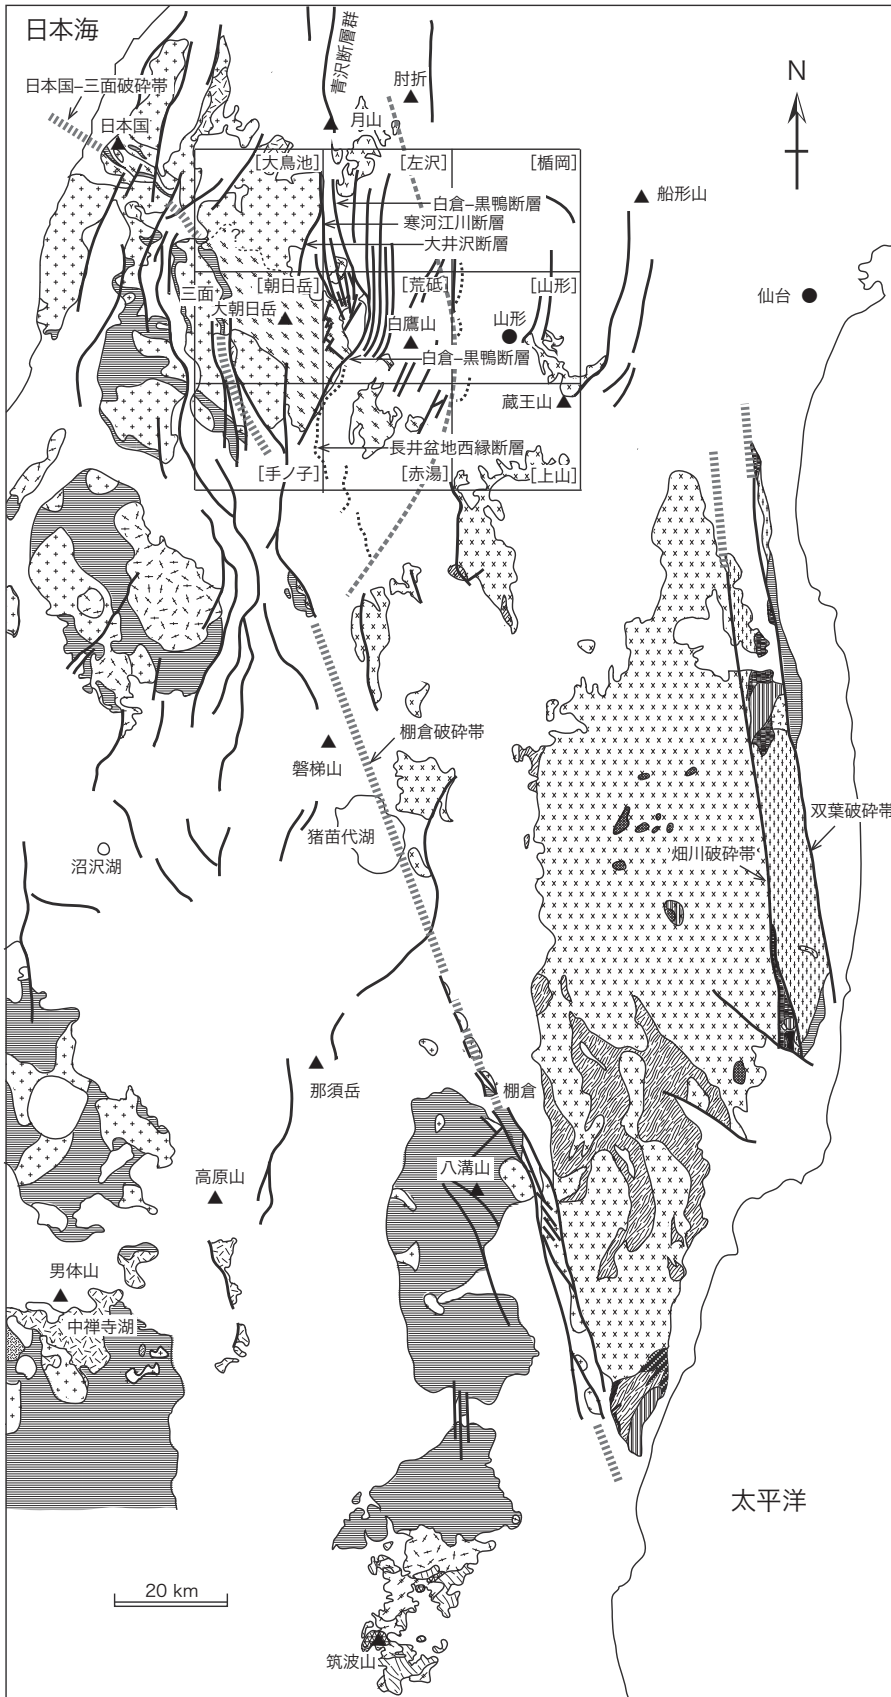 日本海
青沢断層群
肘折
N
日本国−三面破砕帯
日本国
月山
[大鳥池]
[左沢]
[楯岡]
船形山
白倉−黒鴨断層
寒河江川断層
大井沢断層
三面
[朝日岳]
[荒砥]
[山形]
仙台
大朝日岳
白鷹山
山形
白倉−黒鴨断層
蔵王山
長井盆地西縁断層
[手ノ子]
[赤湯]
[上山]
棚倉破砕帯
磐梯山
双葉破砕帯
猪苗代湖
畑川破砕帯
沼沢湖
那須岳
棚倉
八溝山
高原山
男体山
中禅寺湖
太平洋
20 km
筑波山